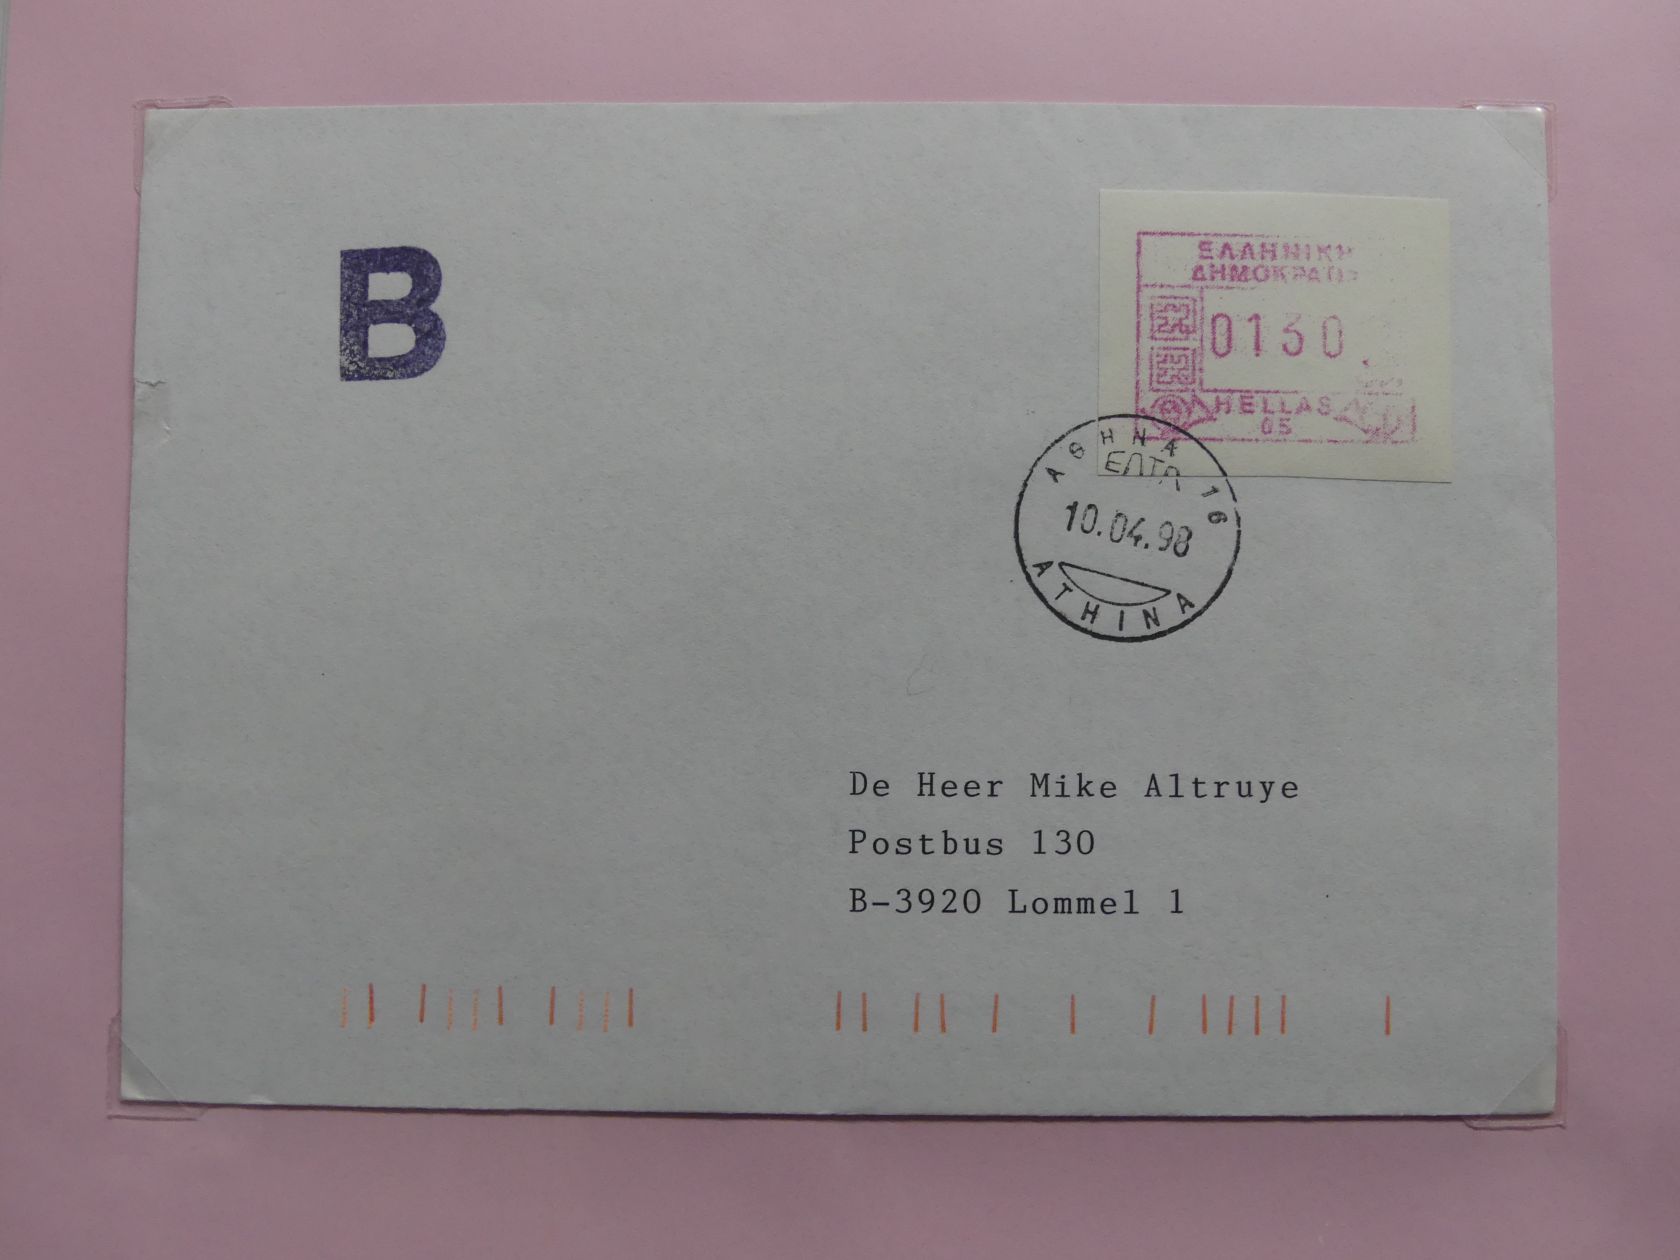 B
ΕΛΛΗΝΙΚΗ
ΔΗΜΟΚΡΑΤΙ
0130
HELLAS
05
ΑΘΗΝΑ 16
ΕΛΤΑ
10.04.98
ATHINA
De Heer Mike Altruye
Postbus 130
B-3920 Lommel 1